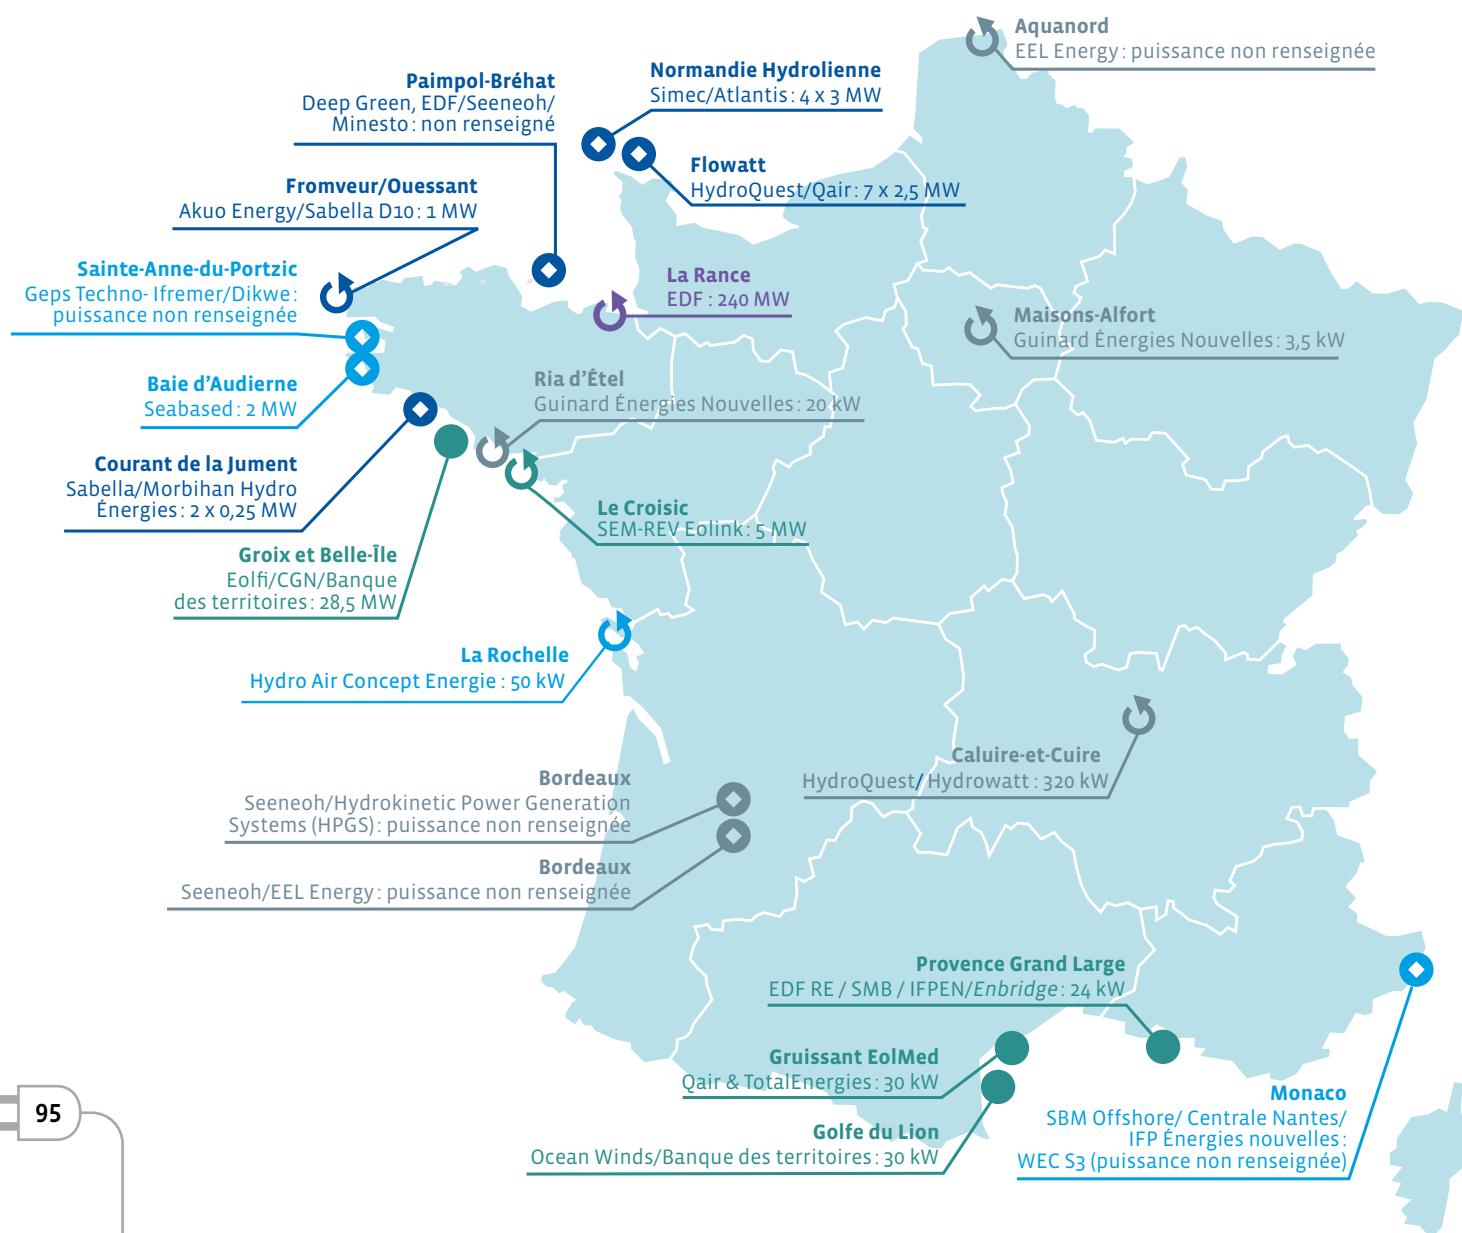 Aquanord
EEL Energy : puissance non renseignée
Normandie Hydrolienne
Simec/Atlantis : 4 x 3 MW
Paimpol-Bréhat
Deep Green, EDF/Seeneoh/
Minesto : non renseigné
Flowatt
HydroQuest/Qair : 7 x 2,5 MW
Fromveur/Ouessant
Akuo Energy/Sabella D10 : 1 MW
Sainte-Anne-du-Portzic
Geps Techno- Ifremer/Dikwe :
puissance non renseignée
La Rance
EDF : 240 MW
Maisons-Alfort
Guinard Énergies Nouvelles : 3,5 kW
Baie d'Audierne
Seabased : 2 MW
Ria d'Étel
Guinard Énergies Nouvelles : 20 kW
Courant de la Jument
Sabella/Morbihan Hydro
Énergies : 2 x 0,25 MW
Le Croisic
SEM-REV Eolink : 5 MW
Groix et Belle-Île
Eolfi/CGN/Banque
des territoires : 28,5 MW
La Rochelle
Hydro Air Concept Energie : 50 kW
Caluire-et-Cuire
HydroQuest/ Hydrowatt : 320 kW
Bordeaux
Seeneoh/Hydrokinetic Power Generation
Systems (HPGS) : puissance non renseignée
Bordeaux
Seeneoh/EEL Energy : puissance non renseignée
Provence Grand Large
EDF RE / SMB / IFPEN/Enbridge : 24 kW
Gruissant EolMed
Qair & TotalEnergies : 30 kW
Golfe du Lion
Ocean Winds/Banque des territoires : 30 kW
Monaco
SBM Offshore/ Centrale Nantes/
IFP Énergies nouvelles :
WEC S3 (puissance non renseignée)
95